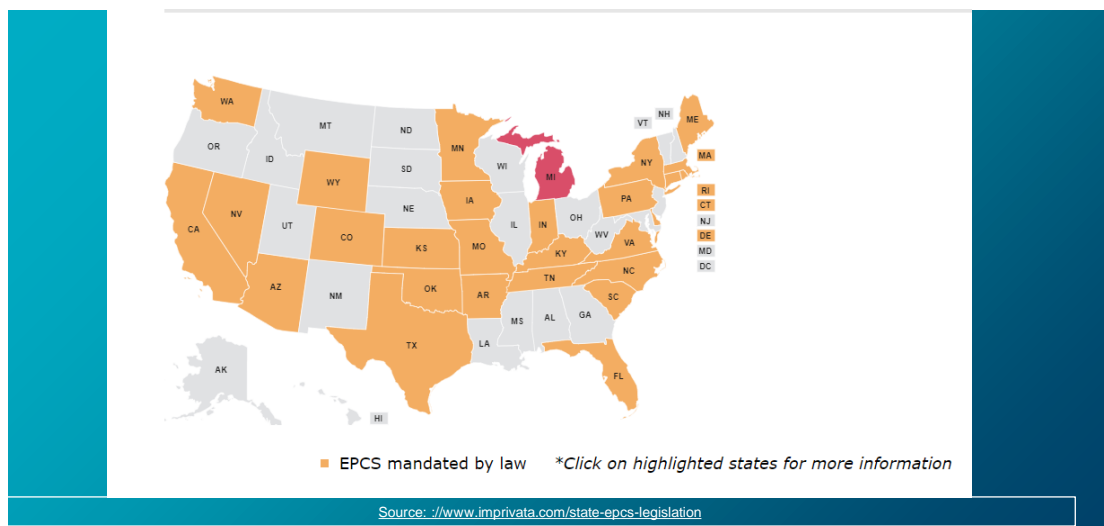 WA
MT
ND
MN
OR
ID
SD
WI
MI
WY
NE
IA
NV
UT
CO
CA
KS
MO
IL
IN
OH
PA
NY
VT
NH
ME
MA
RI
CT
NJ
DE
MD
DC
WV
VA
KY
TN
NC
SC
AZ
NM
OK
AR
TX
LA
MS
AL
GA
FL
AK
HI
EPCS mandated by law *Click on highlighted states for more information
Source: ://www.imprivata.com/state-epcs-legislation